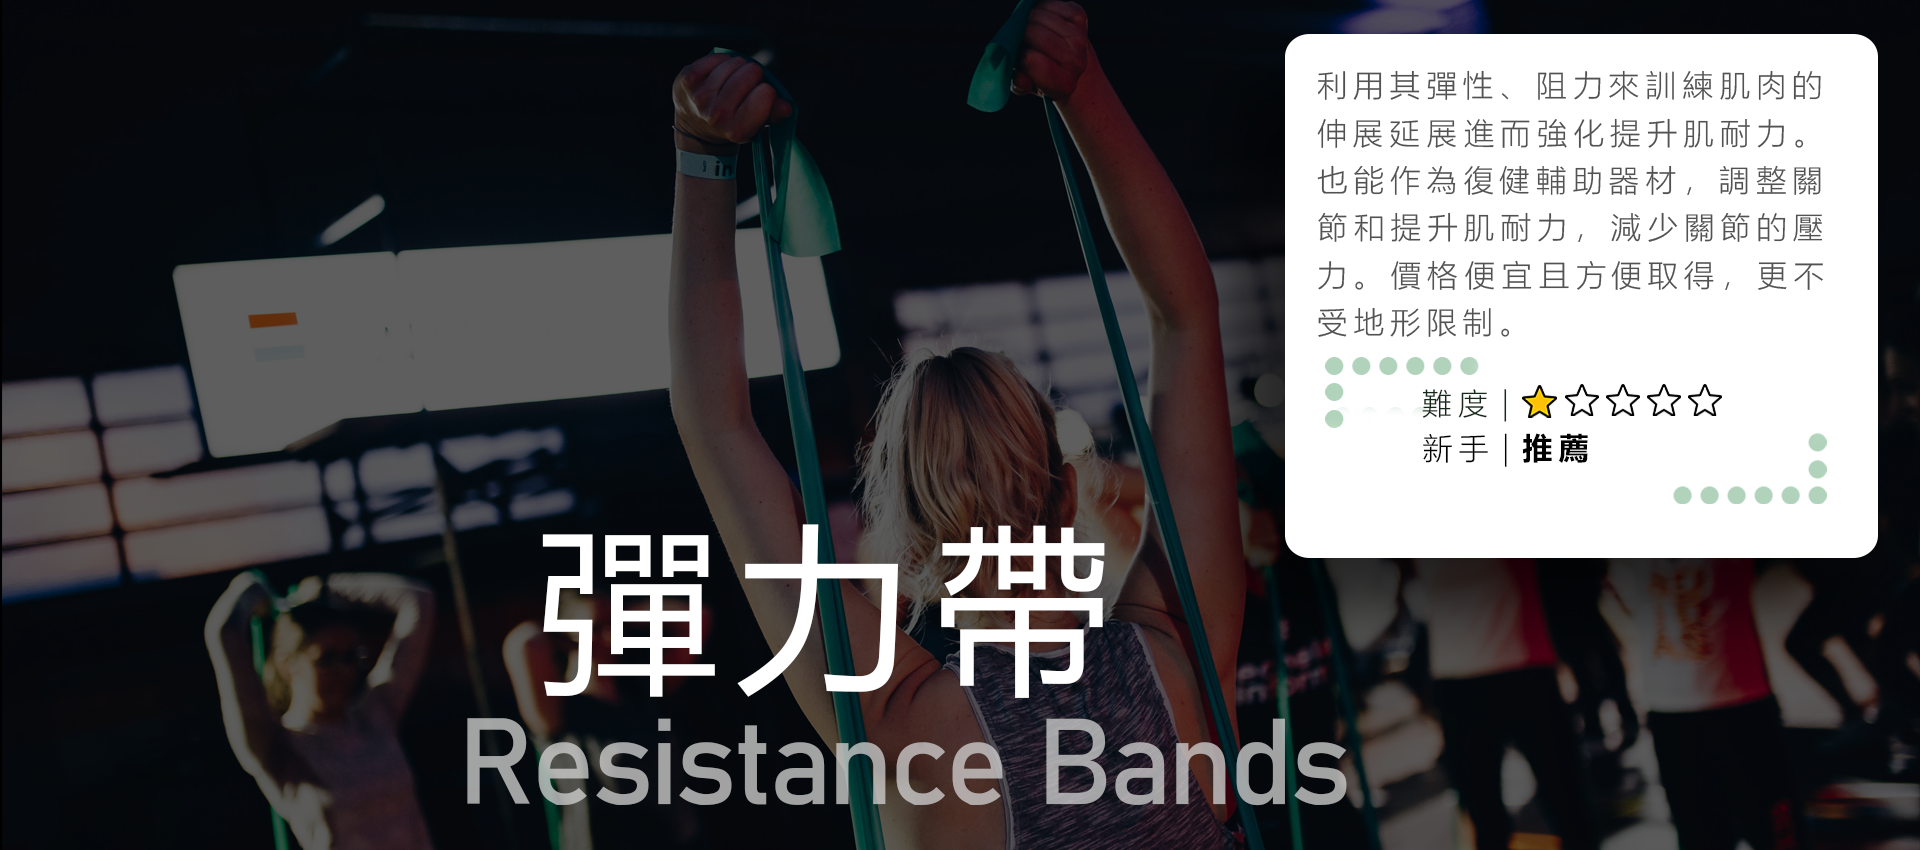 利用其彈性、阻力來訓練肌肉的
伸展延展進而強化提升肌耐力。
也能作為復健輔助器材，調整關
節和提升肌耐力，減少關節的壓
力。價格便宜且方便取得，更不
受地形限制。
難度｜★☆☆☆☆
新手｜推薦
彈力帶
Resistance Bands